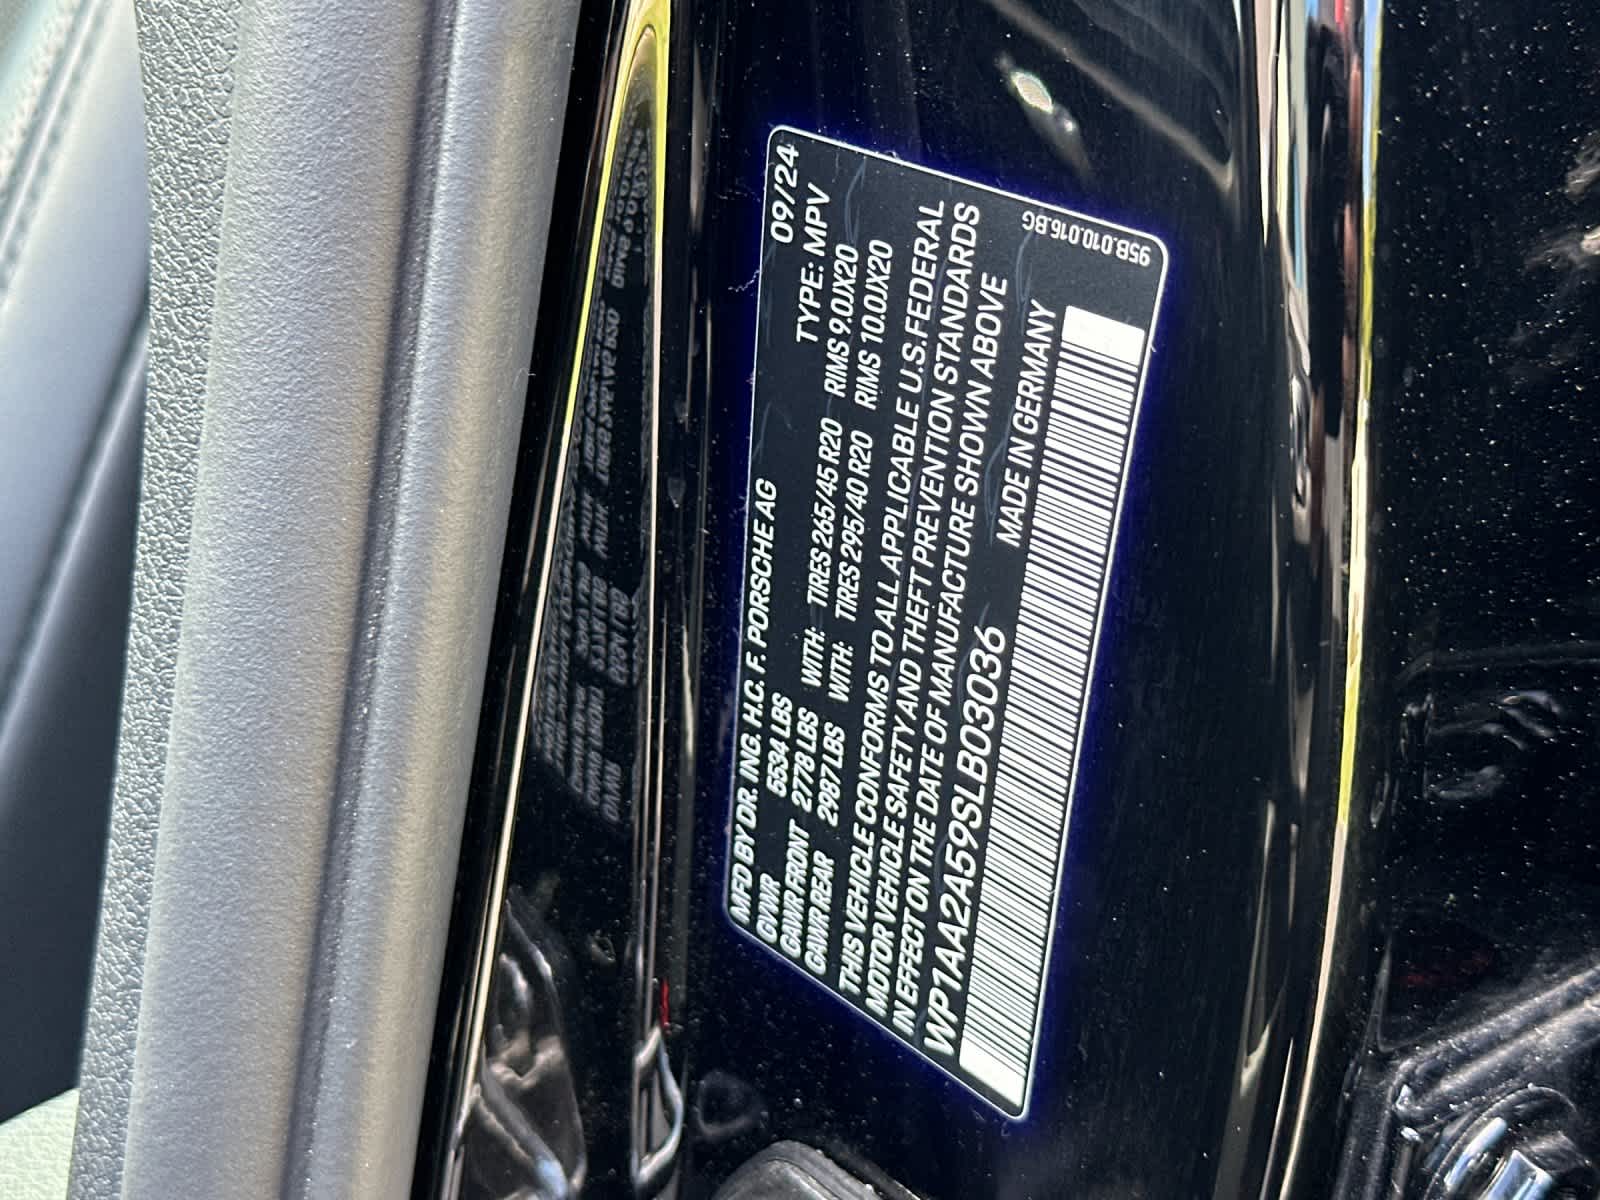 MFD BY DR. ING. H.C. F. PORSCHE AG 09/24
GVWR 5534 LBS TYPE: MPV
GAWR FRONT 2778 LBS WITH: TIRES 265/45 R20 RIMS 9.0JX20
GAWR REAR 2987 LBS WITH: TIRES 295/40 R20 RIMS 10.0JX20
THIS VEHICLE CONFORMS TO ALL APPLICABLE U.S. FEDERAL
MOTOR VEHICLE SAFETY AND THEFT PREVENTION STANDARDS
IN EFFECT ON THE DATE OF MANUFACTURE SHOWN ABOVE
WP1AA2A59SLB03036 MADE IN GERMANY
95B.010.016.BG